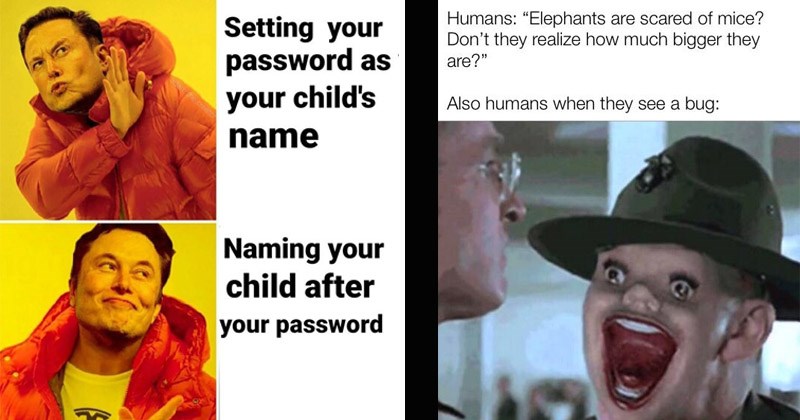 Setting your
password as
your child's
name
Naming your
child after
your password
Humans: “Elephants are scared of mice?
Don’t they realize how much bigger they
are?”
Also humans when they see a bug: